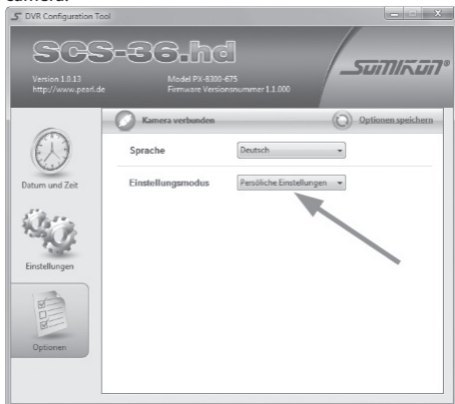 camera.
DVR Configuration Tool
SCS-36.hd
SOMIKON®
Version 1.0.13
http://www.pearl.de
Model PX-8300-675
Firmware Versionsnummer 1.1.000
Kamera verbunden
Optionen speichern
Sprache
Deutsch
Einstellungsmodus
Persöliche Einstellungen
Datum und Zeit
Einstellungen
Optionen